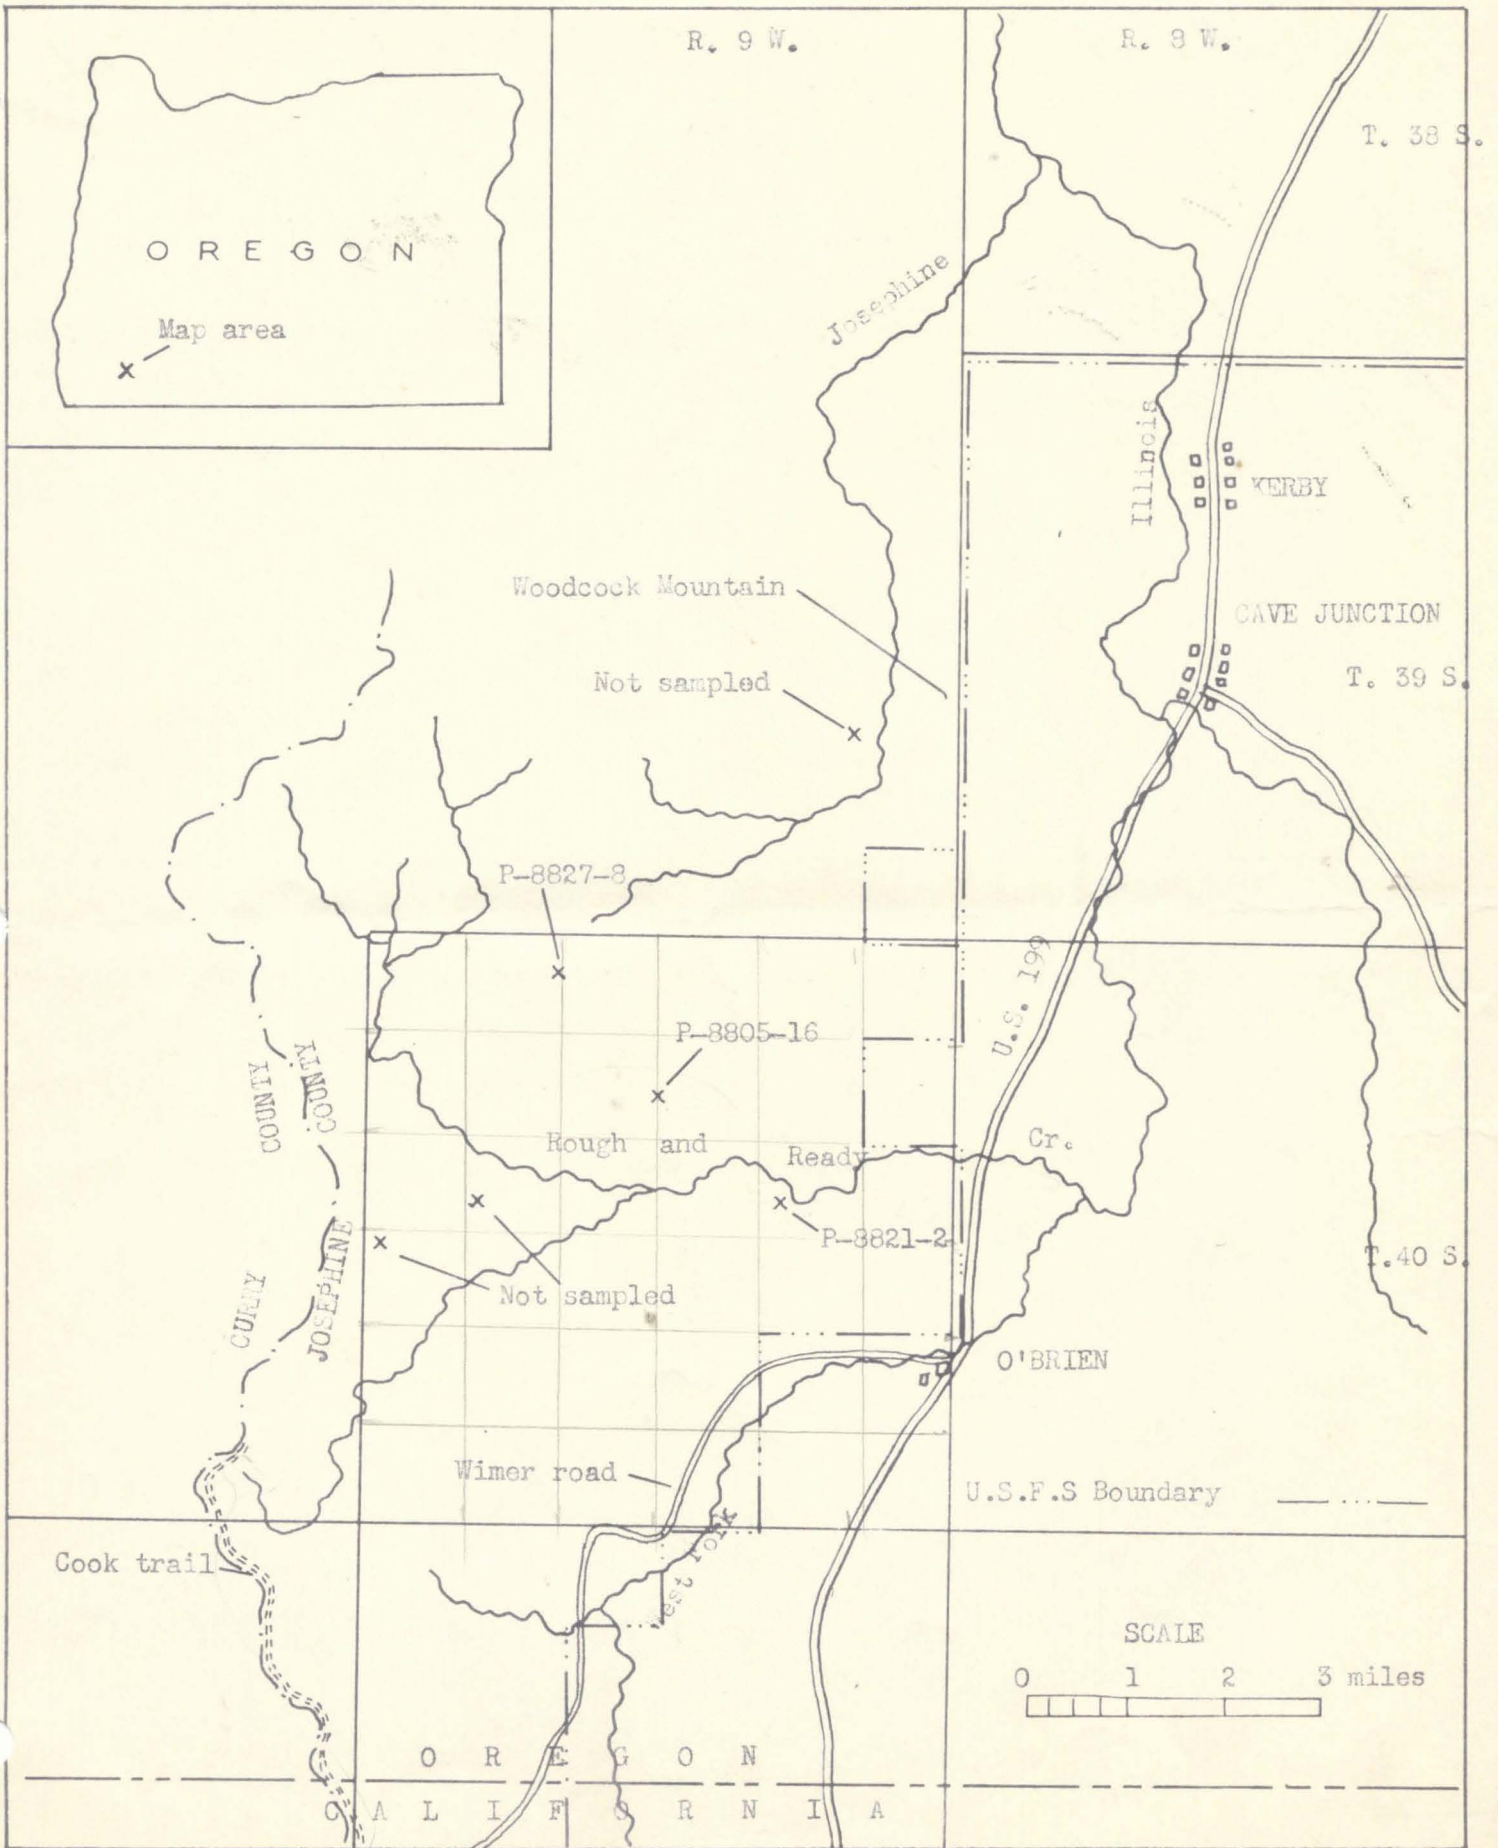 R. 9 W.
R. 8 W.
T. 38 S.
OREGON
Map area
Josephine
Illinois
KERBY
Woodcock Mountain
CAVE JUNCTION
Not sampled
T. 39 S.
P-8827-8
U.S. 199
P-8805-16
COUNTY
COUNTY
Rough and Ready Cr.
P-8821-2
CURRY
JOSEPHINE
Not sampled
T.40 S.
O'BRIEN
Wimer road
U.S.F.S Boundary
West Fork
Cook trail
SCALE
0 1 2 3 miles
OREGON
CALIFORNIA